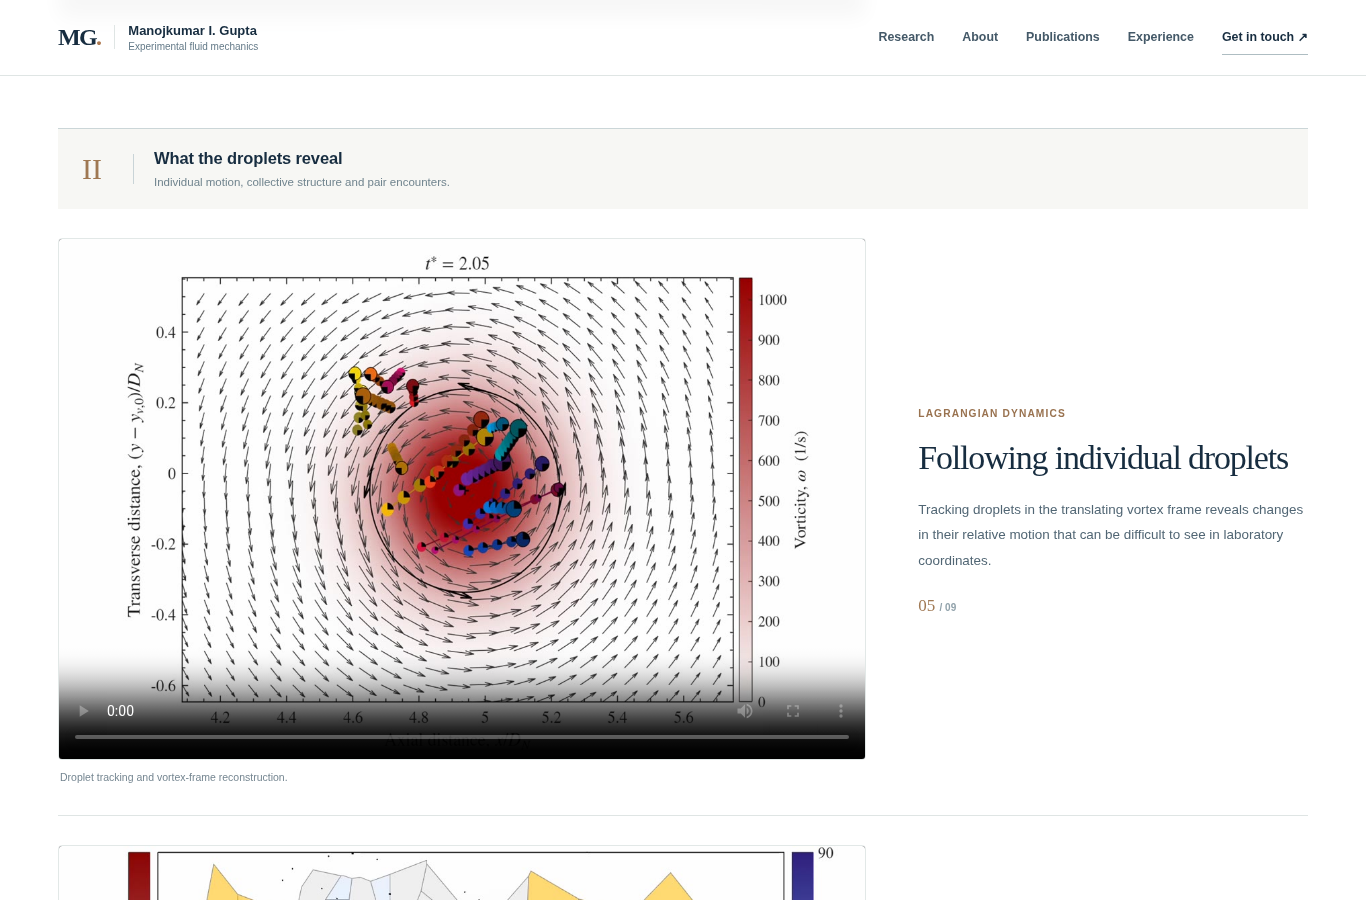 MG.
Manojkumar I. Gupta
Experimental fluid mechanics
Research
About
Publications
Experience
Get in touch ↗
II
What the droplets reveal
Individual motion, collective structure and pair encounters.
t* = 2.05
Transverse distance, (y − y_{v,0})/D_N
0.4
0.2
0
-0.2
-0.4
-0.6
4.2
4.4
4.6
4.8
5
5.2
5.4
5.6
Axial distance, x/D_N
1000
900
800
700
600
500
400
300
200
100
0
Vorticity, ω (1/s)
0:00
Droplet tracking and vortex-frame reconstruction.
LAGRANGIAN DYNAMICS
Following individual droplets
Tracking droplets in the translating vortex frame reveals changes
in their relative motion that can be difficult to see in laboratory
coordinates.
05 / 09
90